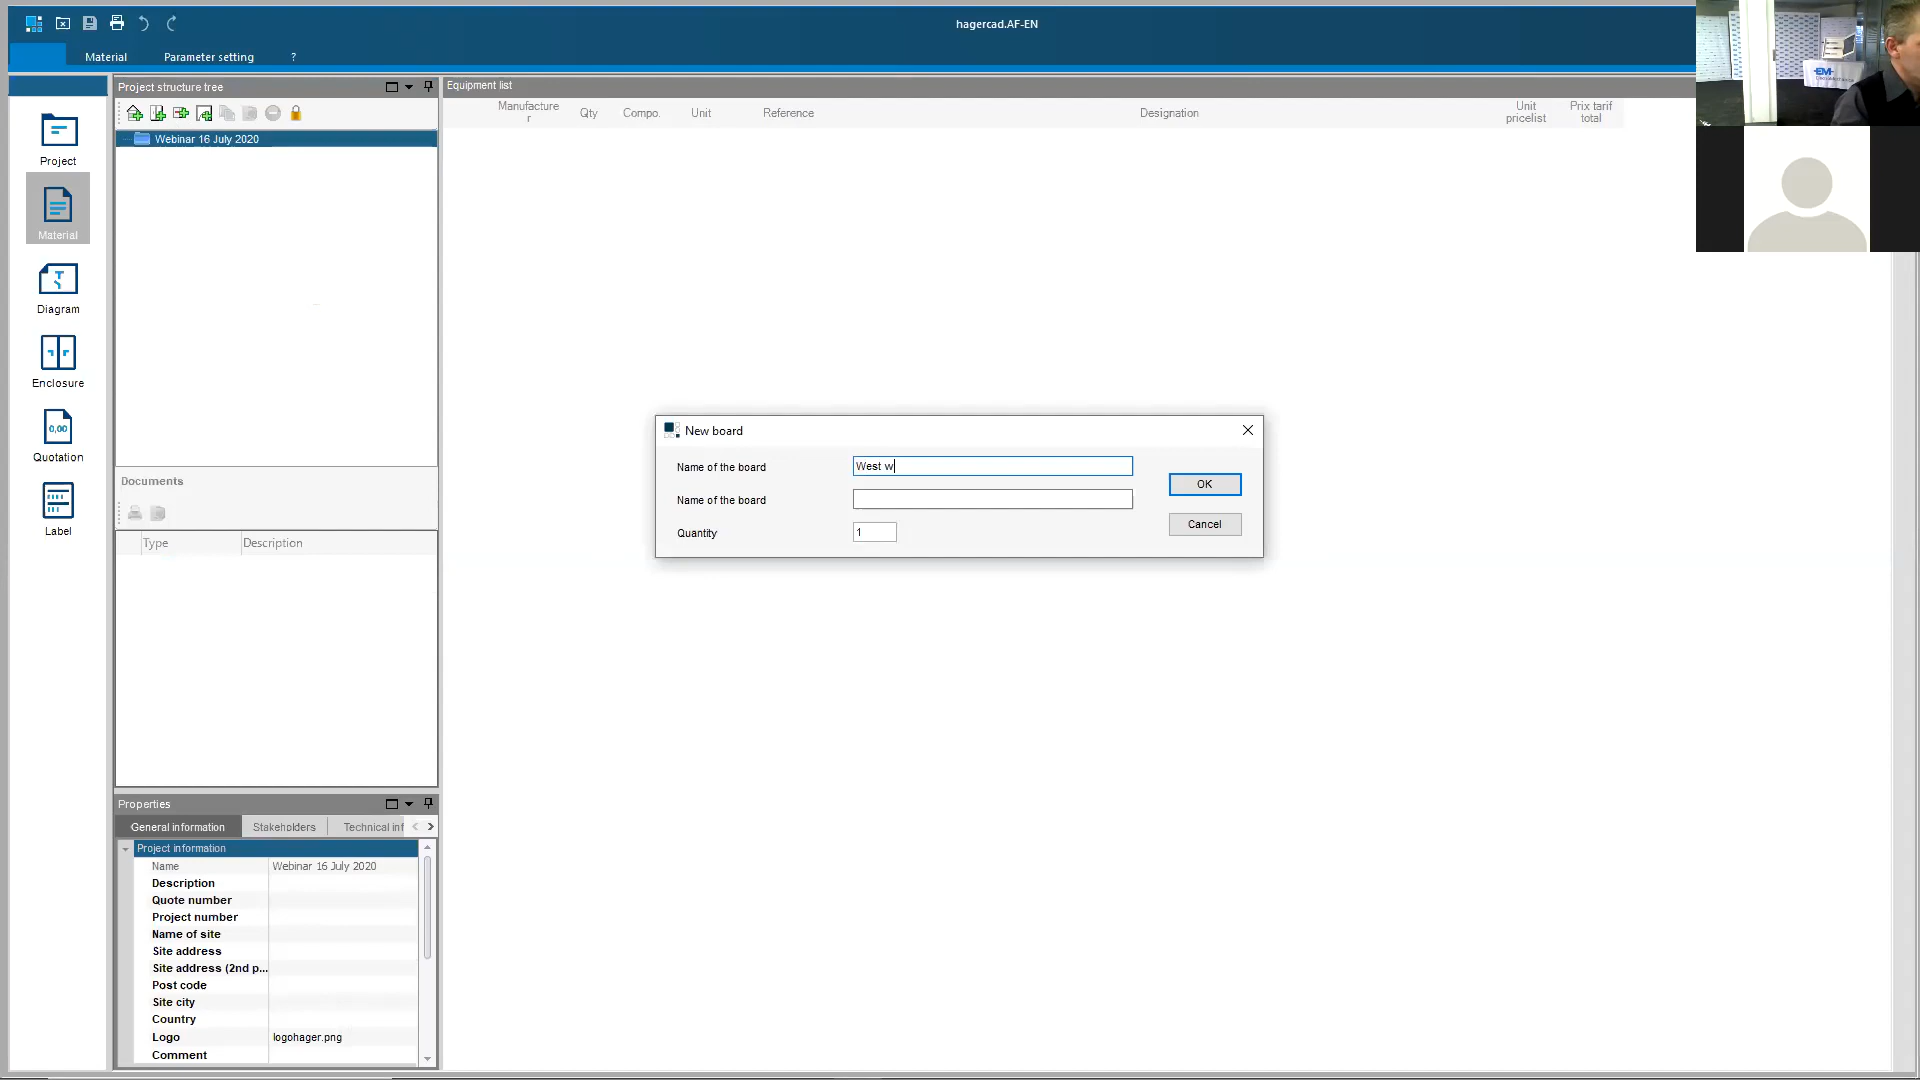 hagercad.AF-EN
Material
Parameter setting
?
Project structure tree
Webinar 16 July 2020
Documents
Type
Description
Project
Material
Diagram
Enclosure
Quotation
0,00
Label
Equipment list
Manufacture
r
Qty
Compo.
Unit
Reference
Designation
Unit
pricelist
Prix tarif
total
New board
Name of the board
West w
Name of the board
Quantity
1
OK
Cancel
Properties
General information
Stakeholders
Technical inf
Project information
Name
Webinar 16 July 2020
Description
Quote number
Project number
Name of site
Site address
Site address (2nd p...
Post code
Site city
Country
Logo
logohager.png
Comment
EM